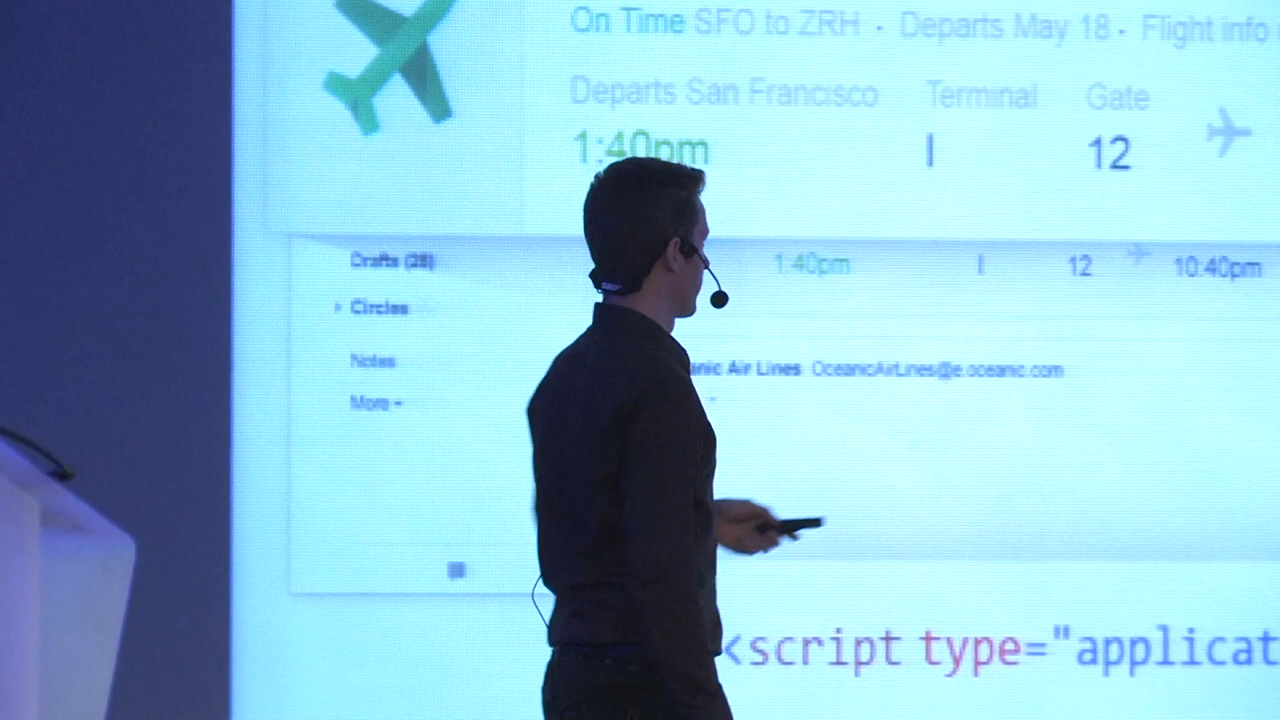 On Time SFO to ZRH · Departs May 18 · Flight info
Departs San Francisco Terminal Gate
1:40pm I 12
Drafts (28) 1:40pm I 12 10:40pm
Circles
Notes anic Air Lines OceanicAirLines@e.oceanic.com
More
<script type="applicat